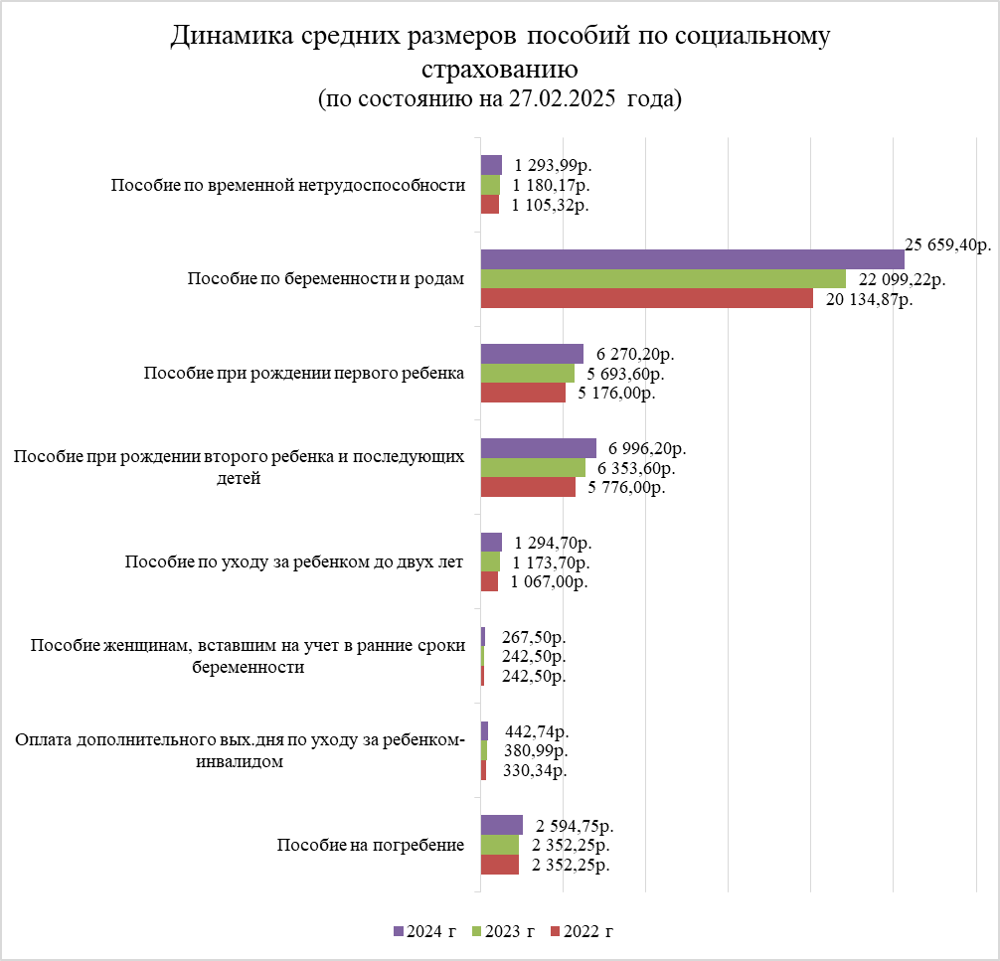 Динамика средних размеров пособий по социальному
страхованию
(по состоянию на 27.02.2025 года)
Пособие по временной нетрудоспособности
1 293,99р.
1 180,17р.
1 105,32р.
Пособие по беременности и родам
25 659,40р.
22 099,22р.
20 134,87р.
Пособие при рождении первого ребенка
6 270,20р.
5 693,60р.
5 176,00р.
Пособие при рождении второго ребенка и последующих
детей
6 996,20р.
6 353,60р.
5 776,00р.
Пособие по уходу за ребенком до двух лет
1 294,70р.
1 173,70р.
1 067,00р.
Пособие женщинам, вставшим на учет в ранние сроки
беременности
267,50р.
242,50р.
242,50р.
Оплата дополнительного вых.дня по уходу за ребенком-
инвалидом
442,74р.
380,99р.
330,34р.
Пособие на погребение
2 594,75р.
2 352,25р.
2 352,25р.
2024 г 2023 г 2022 г